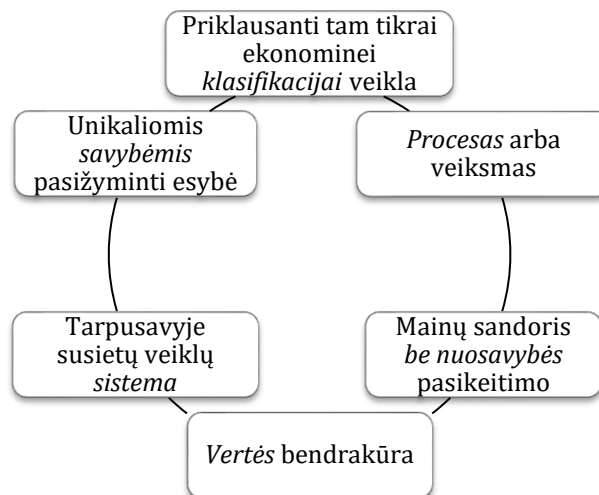 Priklausanti tam tikrai
ekonominei
klasifikacijai veikla
Unikaliomis
savybėmis
pasižyminti esybė
Procesas arba
veiksmas
Tarpusavyje
susietų veiklų
sistema
Mainų sandoris
be nuosavybės
pasikeitimo
Vertės bendrakūra